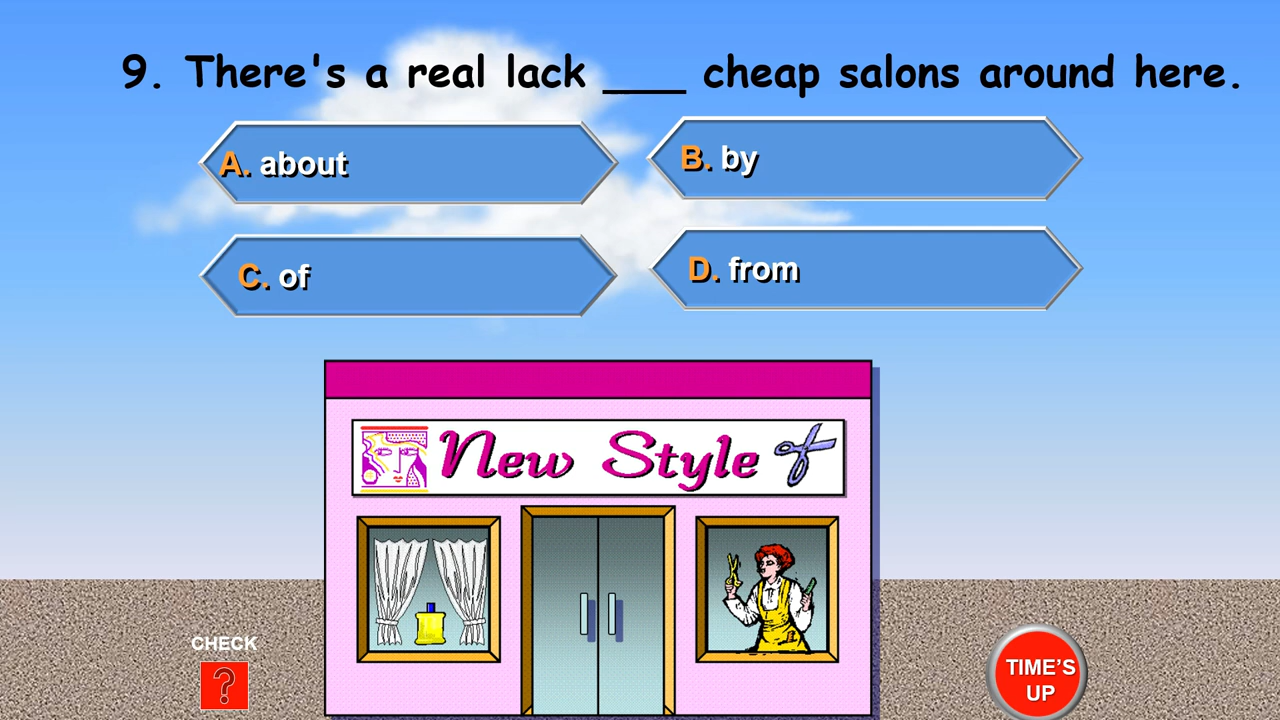 9. There's a real lack ___ cheap salons around here.
A. about
B. by
C. of
D. from
New Style
CHECK
?
TIME’S
UP